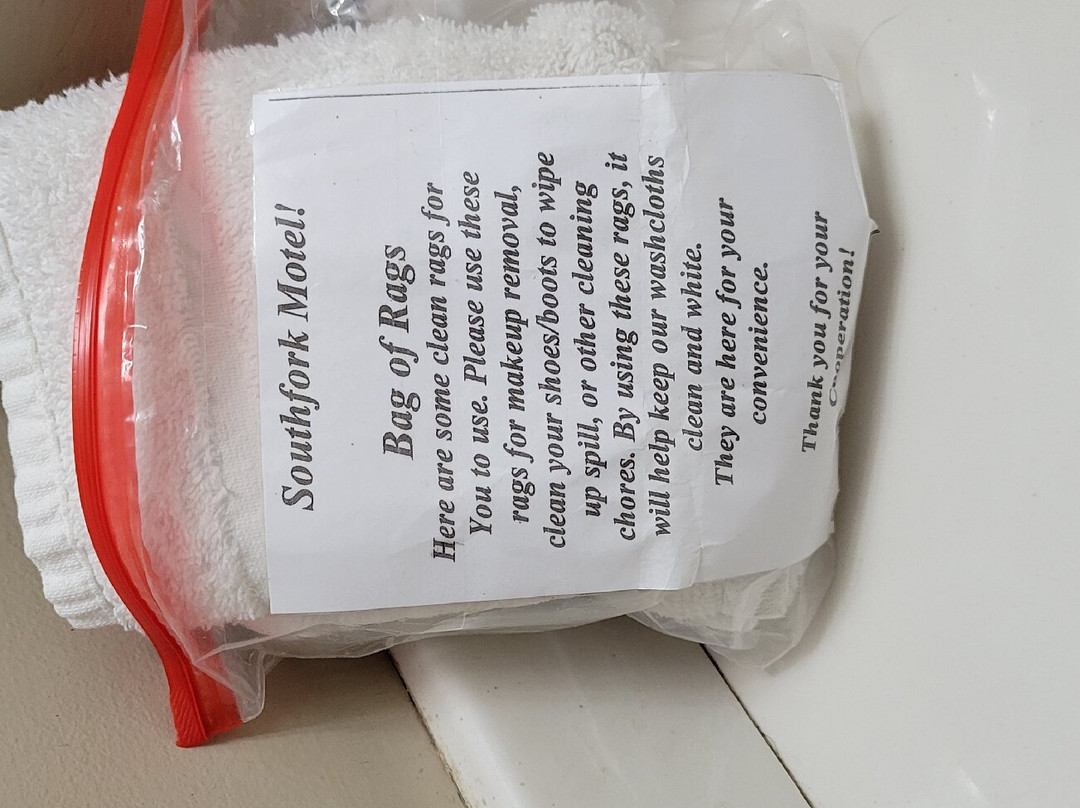 Southfork Motel!
Bag of Rags
Here are some clean rags for
You to use. Please use these
rags for makeup removal,
clean your shoes/boots to wipe
up spill, or other cleaning
chores. By using these rags, it
will help keep our washcloths
clean and white.
They are here for your
convenience.
Thank you for your
Cooperation!